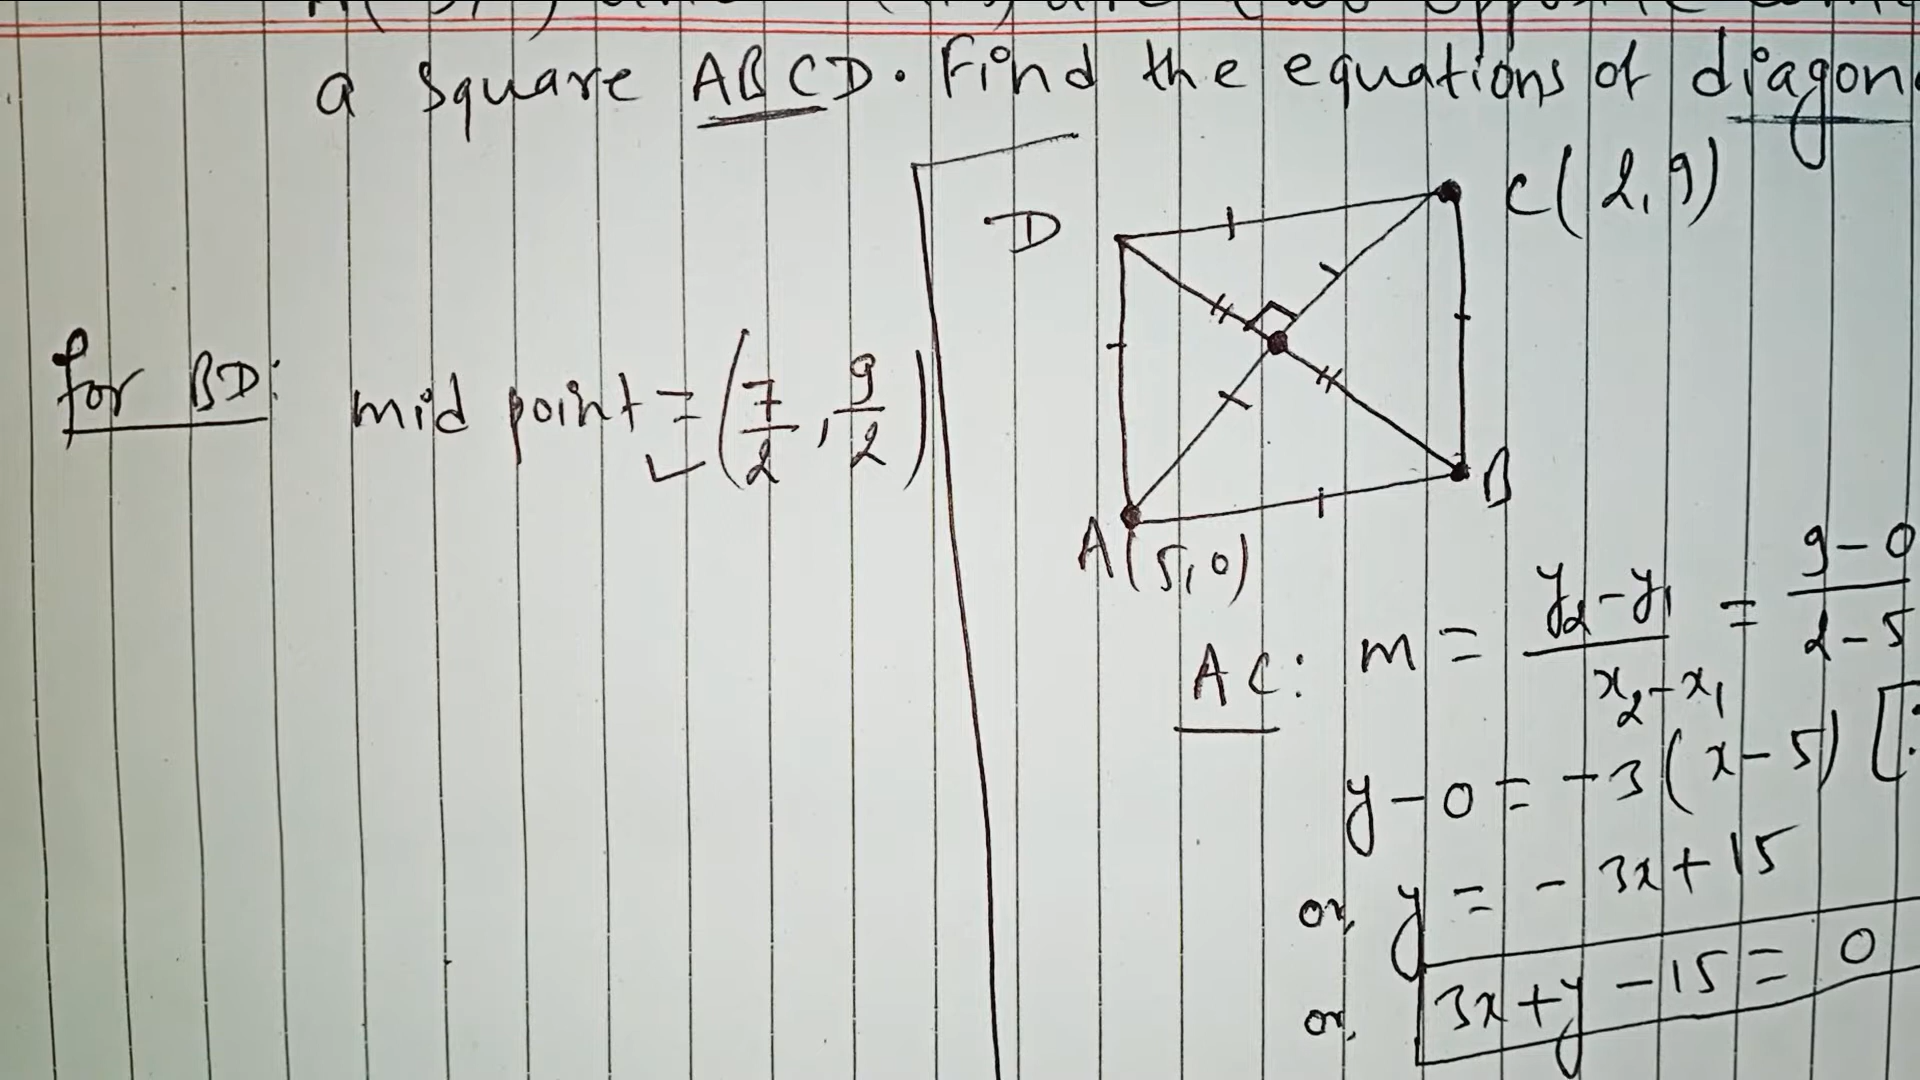 a square ABCD. Find the equations of
D
C(2,9)
for BD: mid point = (7/2, 9/2)
B
A(5,0)
AC: m = y₂-y₁/x₂-x₁ = 9-0/2-5
y-0 = -3(x-5) [
or, y = -3x+15
or, 3x+y-15=0